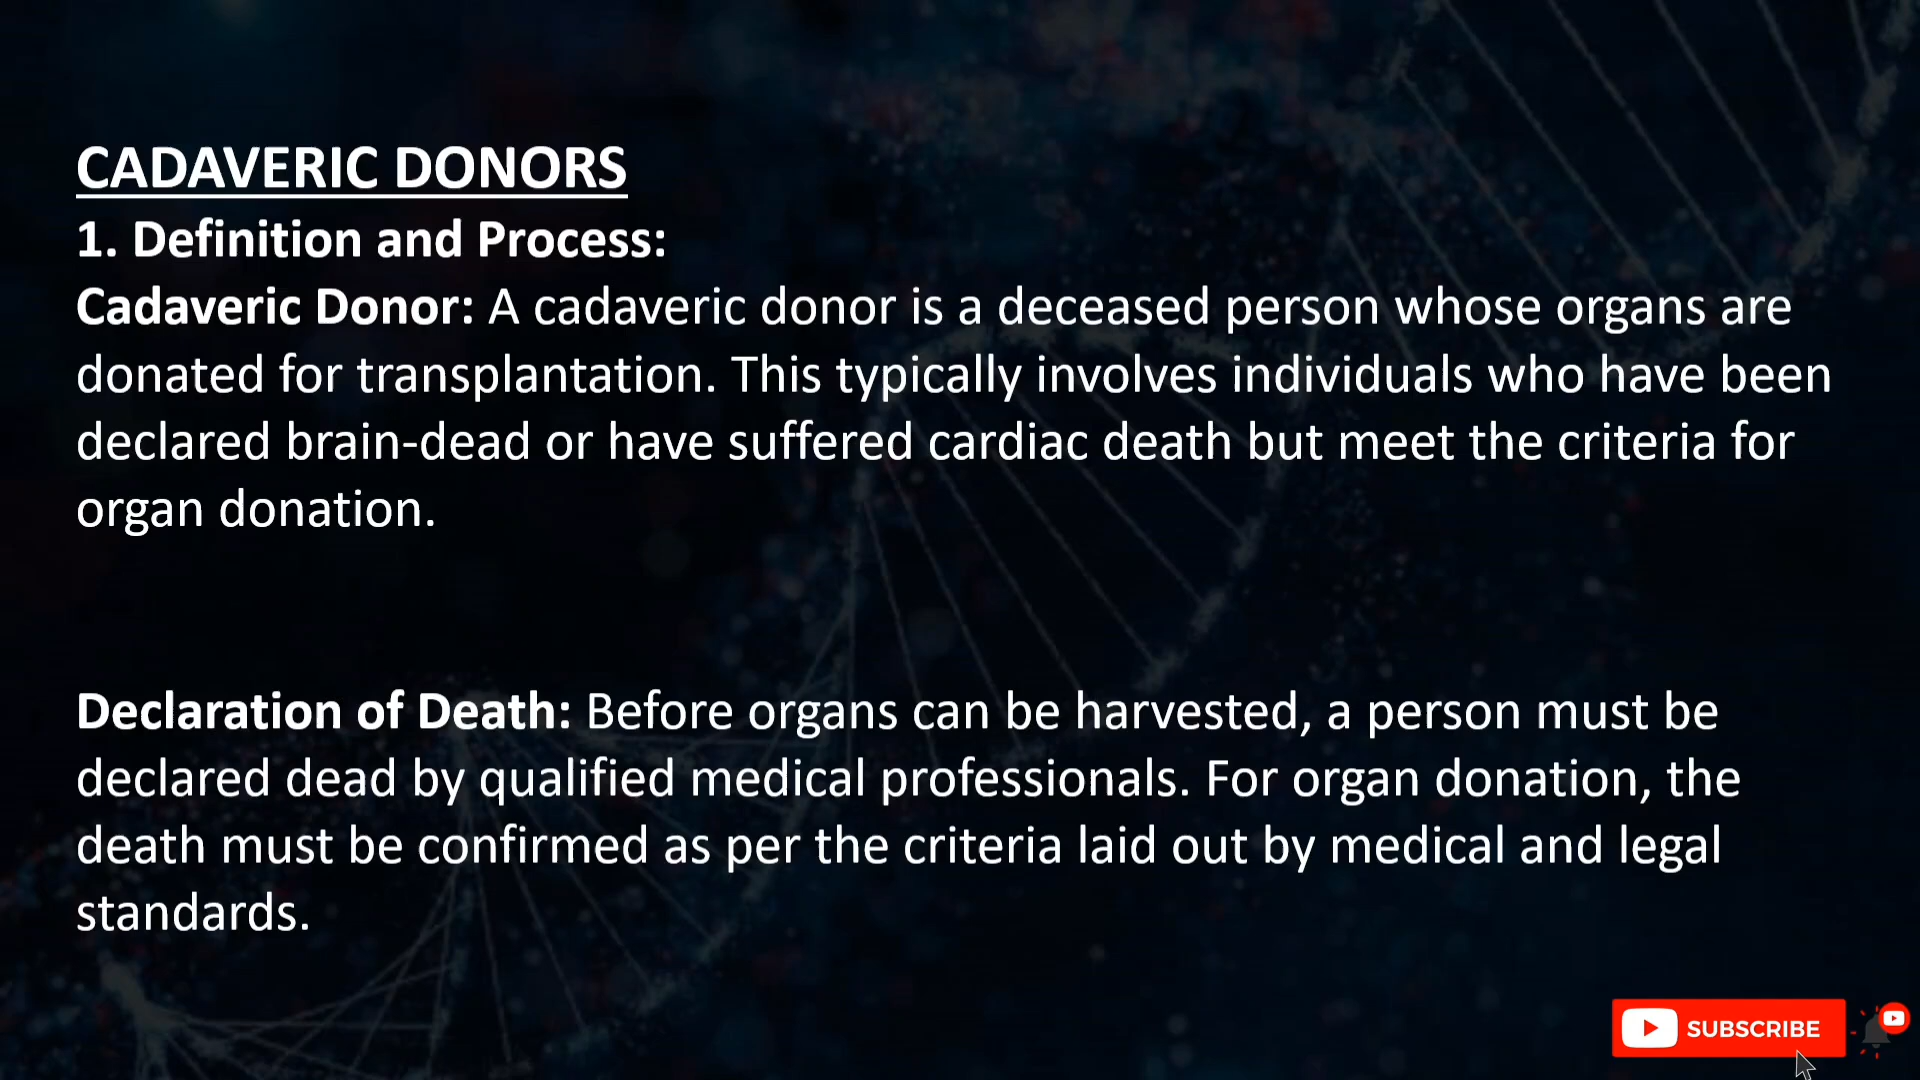 CADAVERIC DONORS
1. Definition and Process:
Cadaveric Donor: A cadaveric donor is a deceased person whose organs are
donated for transplantation. This typically involves individuals who have been
declared brain-dead or have suffered cardiac death but meet the criteria for
organ donation.
Declaration of Death: Before organs can be harvested, a person must be
declared dead by qualified medical professionals. For organ donation, the
death must be confirmed as per the criteria laid out by medical and legal
standards.
SUBSCRIBE